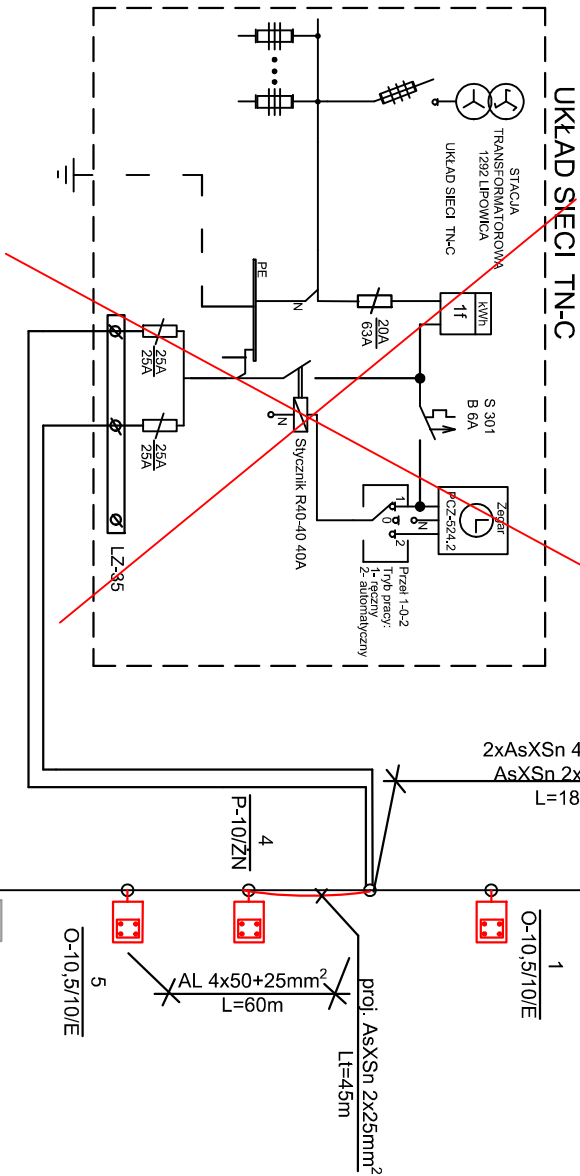 UKŁAD SIECI TN-C
STACJA
TRANSFORMATOROWA
1292 LIPOWICA
UKŁAD SIECI TN-C
kWh
1f
20A
63A
N
PE
S 301
B 6A
Zegar
PCZ-524.2
N
1
0
2
Przeł 1-0-2
Tryb pracy:
1- ręczny
2- automatyczny
N
Stycznik R40-40 40A
25A
25A
25A
25A
LZ-35
2xAsXSn 4
AsXSn 2x
L=18
4
P-10/ŻN
1
O-10,5/10/E
5
O-10,5/10/E
AL 4x50+25mm²
L=60m
proj. AsXSn 2x25mm²
Lt=45m